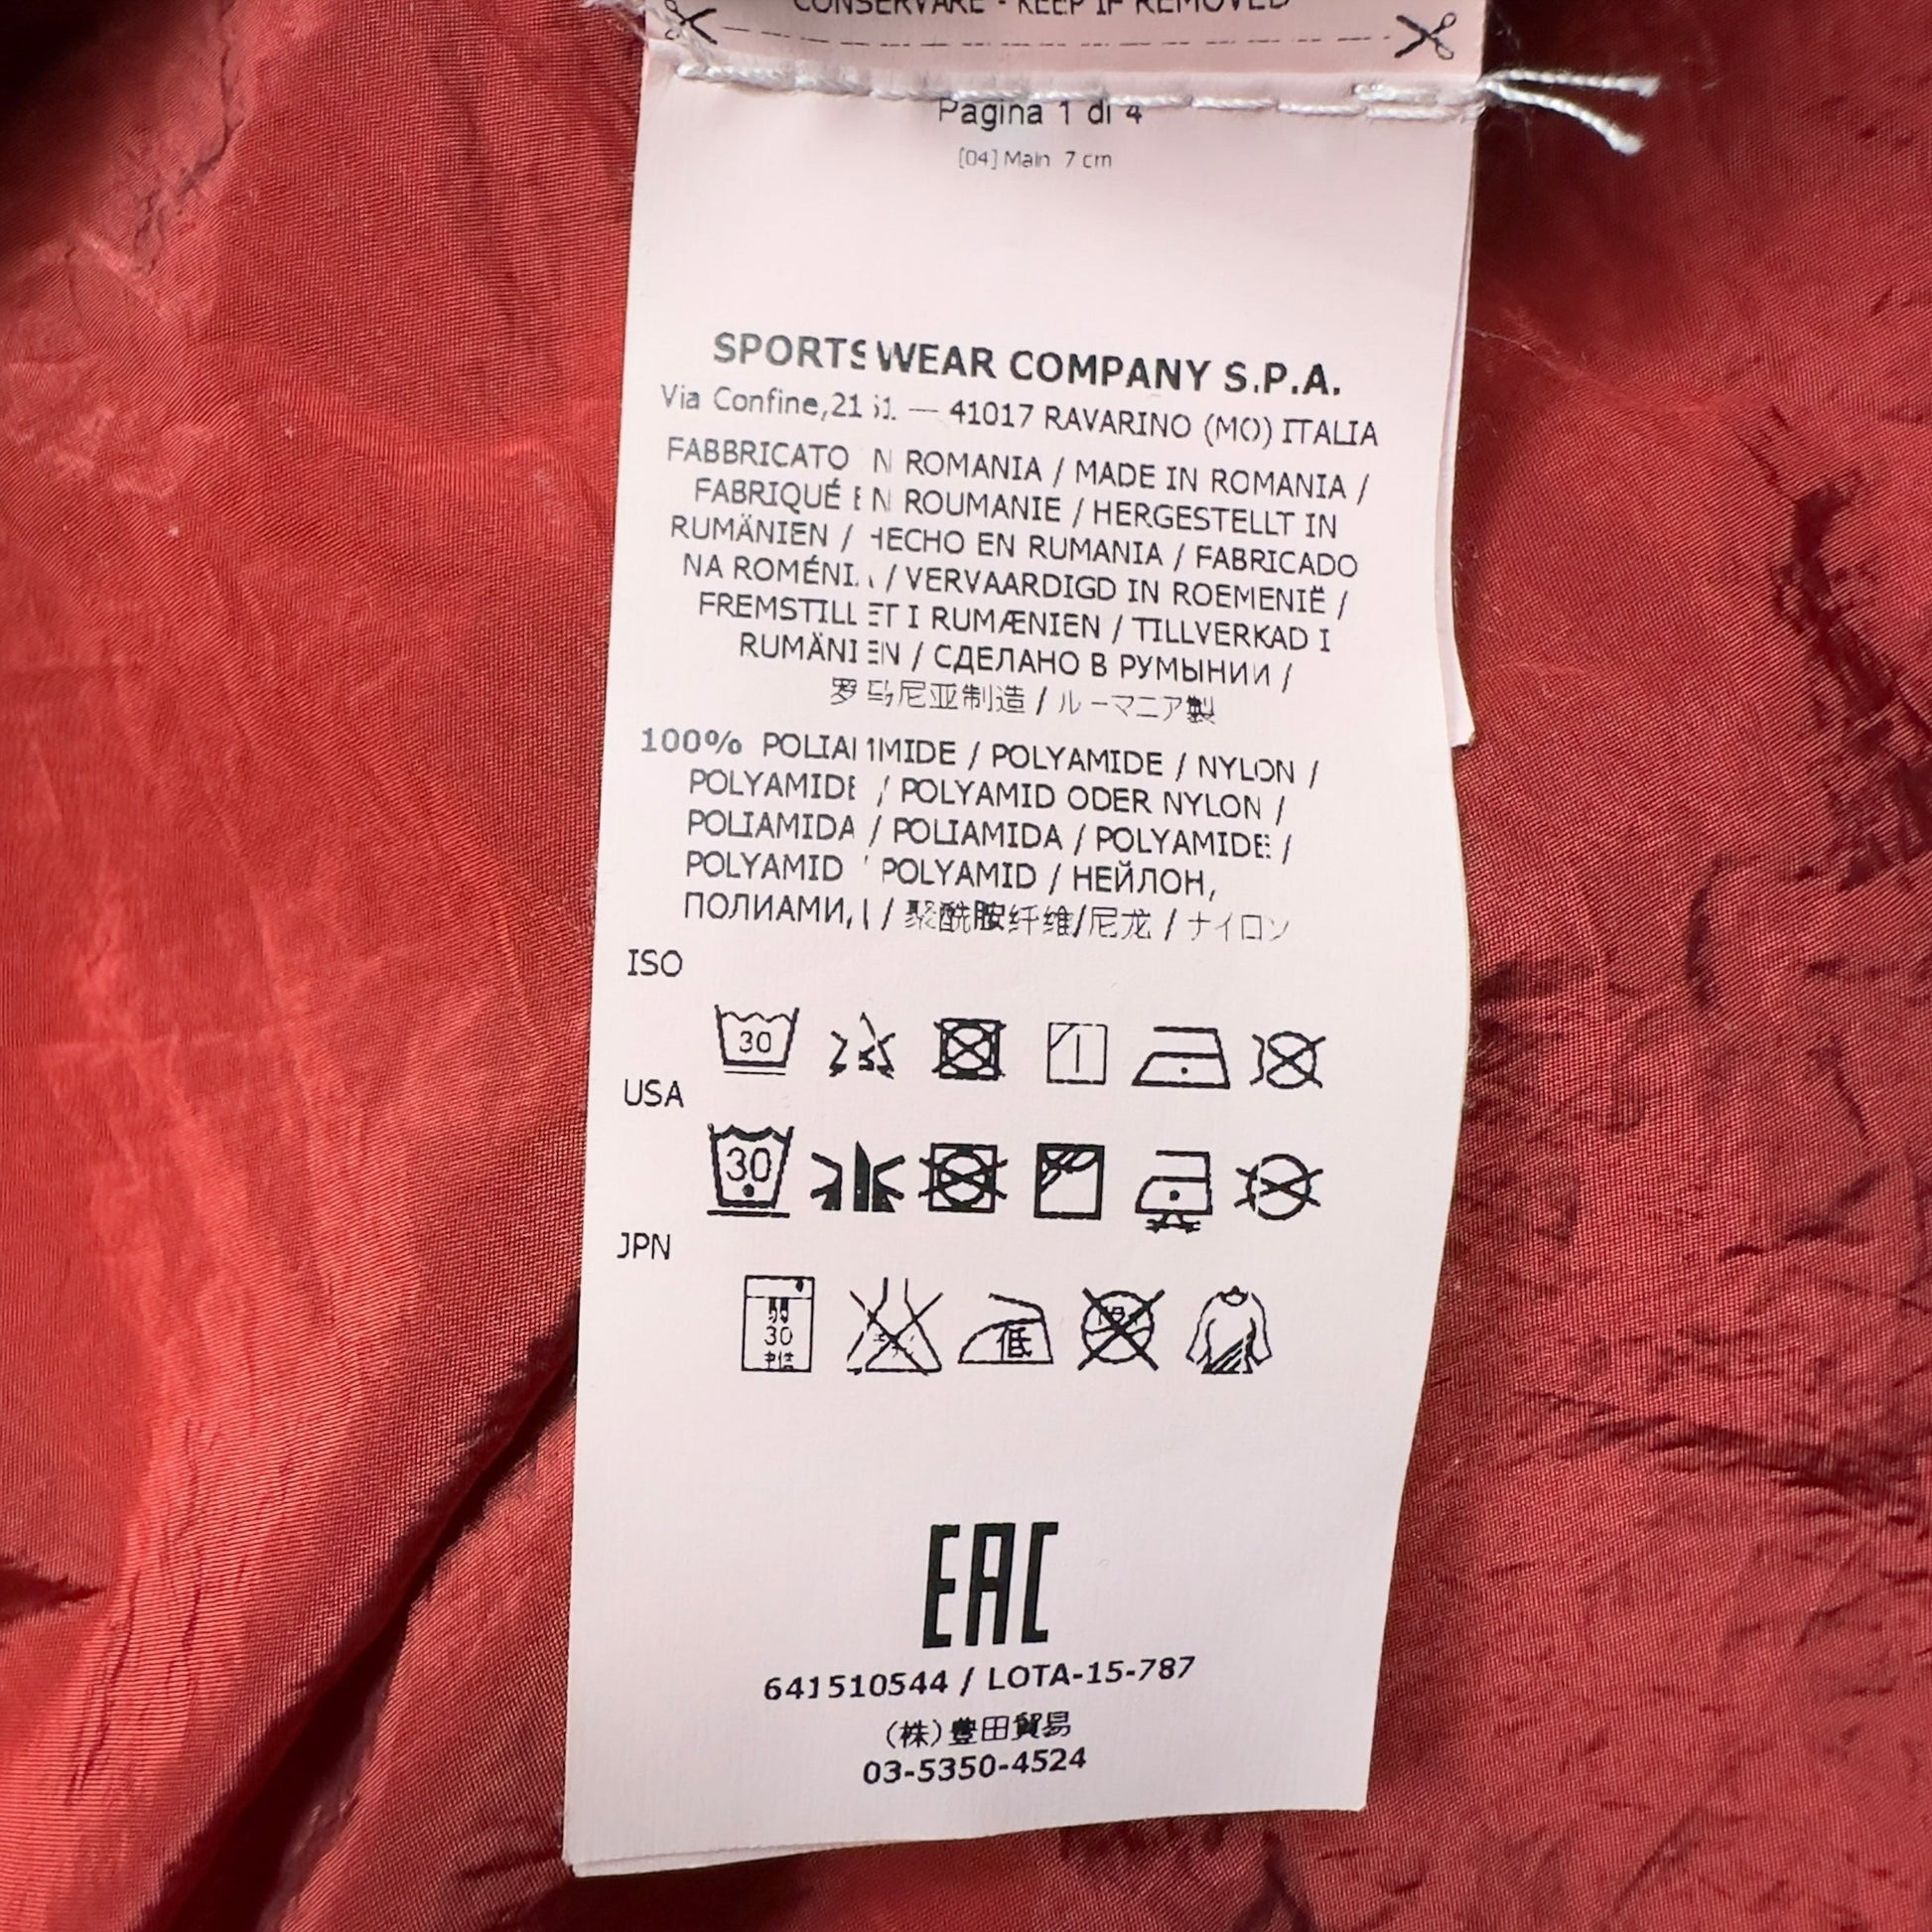 CONSERVARE - KEEP IF REMOVED
Pagina 1 di 4
[04] Main 7 cm
SPORTSWEAR COMPANY S.P.A.
Via Confine, — 41017 RAVARINO (MO) ITALIA
FABBRICATO IN ROMANIA / MADE IN ROMANIA /
FABRIQUÉ EN ROUMANIE / HERGESTELLT IN
RUMÄNIEN / HECHO EN RUMANIA / FABRICADO
NA ROMÉNIA / VERVAARDIGD IN ROEMENIË /
FREMSTILLET I RUMÆNIEN / TILLVERKAD I
RUMÄNIEN / СДЕЛАНО В РУМЫНИИ /
罗马尼亚制造 / ルーマニア製
100% / POLYAMIDE / NYLON /
POLYAMIDE / POLYAMID ODER NYLON /
POLIAMIDA / POLIAMIDA / POLYAMIDE /
POLYAMID / POLYAMID / НЕЙЛОН,
ПОЛИАМИД / 聚酰胺纤维/尼龙 / ナイロン
ISO
30
USA
30
JPN
弱
30
中性
低
EAC
641510544 / LOTA-15-787
(株)豊田貿易
03-5350-4524